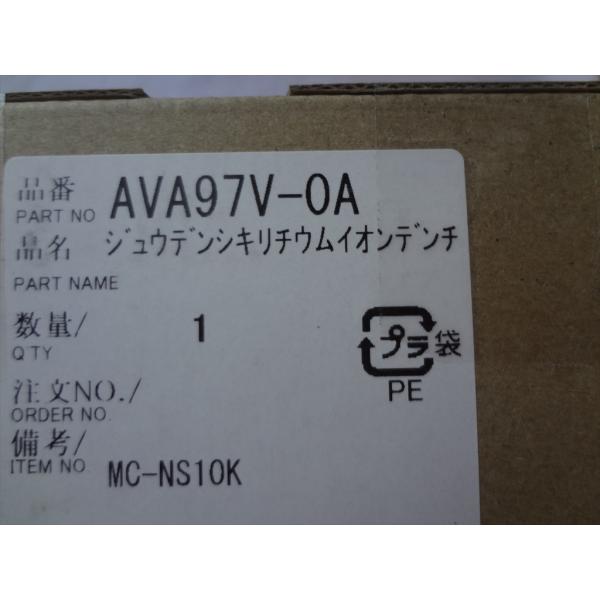 品番
PART NO AVA97V-0A
品名 ｼﾞｭｳﾃﾞﾝｼｷﾘﾁｳﾑｲｵﾝﾃﾞﾝﾁ
PART NAME
数量/ 1
QTY
プラ 袋
PE
注文NO./
ORDER NO.
備考/
ITEM NO. MC-NS10K